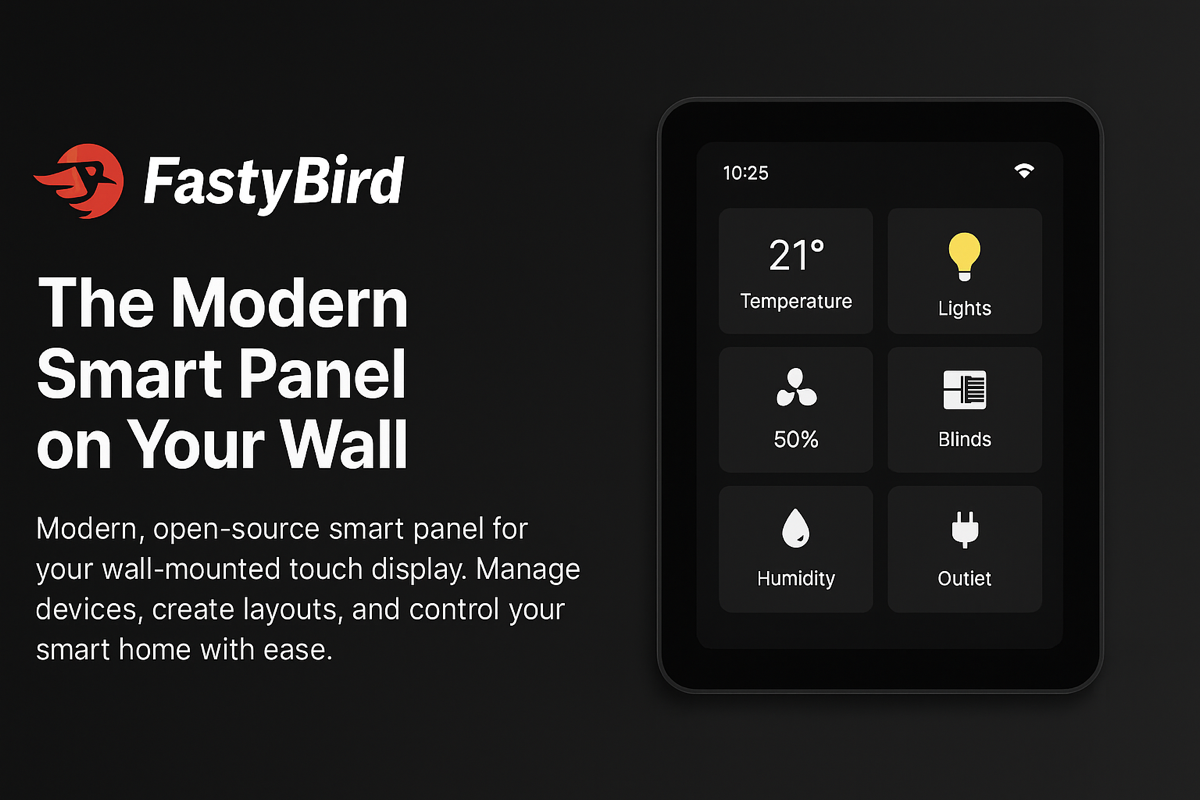 FastyBird
The Modern
Smart Panel
on Your Wall
Modern, open-source smart panel for
your wall-mounted touch display. Manage
devices, create layouts, and control your
smart home with ease.
10:25
21°
Temperature
Lights
50%
Blinds
Humidity
Outiet